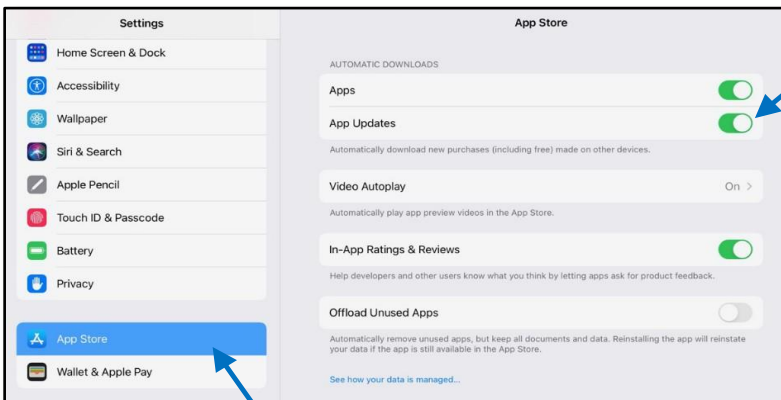 Settings
Home Screen & Dock
Accessibility
Wallpaper
Siri & Search
Apple Pencil
Touch ID & Passcode
Battery
Privacy
App Store
Wallet & Apple Pay
App Store
AUTOMATIC DOWNLOADS
Apps
App Updates
Automatically download new purchases (including free) made on other devices.
Video Autoplay On >
Automatically play app preview videos in the App Store.
In-App Ratings & Reviews
Help developers and other users know what you think by letting apps ask for product feedback.
Offload Unused Apps
Automatically remove unused apps, but keep all documents and data. Reinstalling the app will reinstate
your data if the app is still available in the App Store.
See how your data is managed...